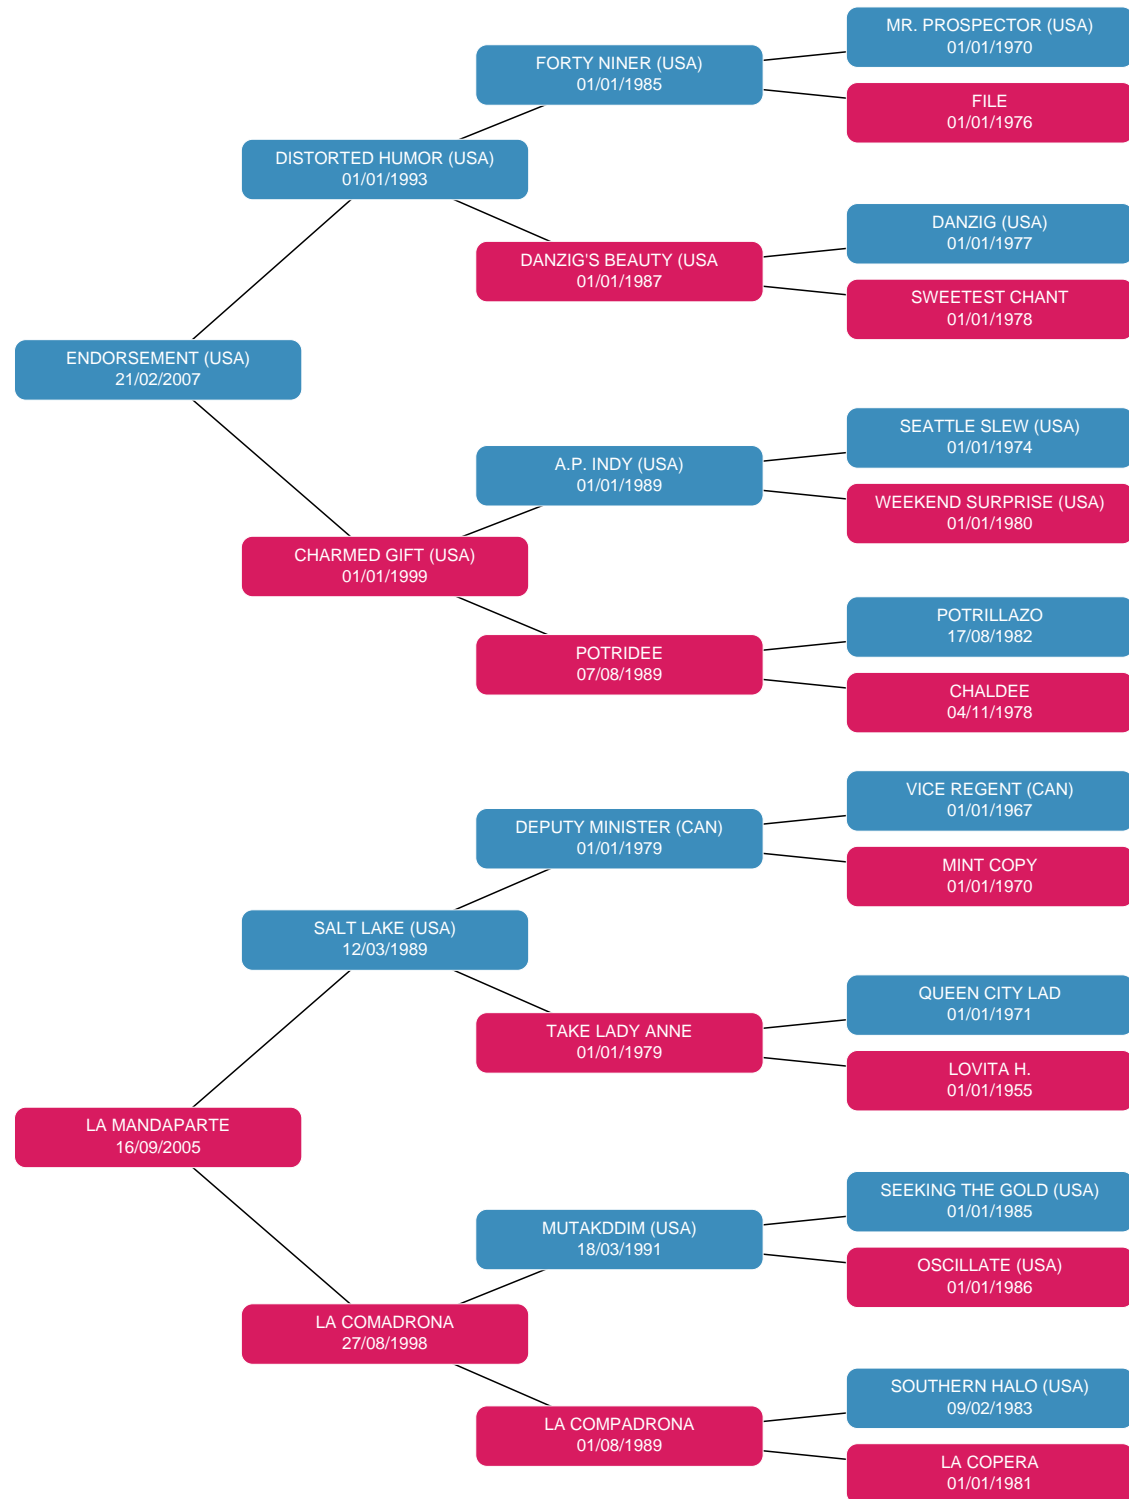 MR. PROSPECTOR (USA)
01/01/1970
FORTY NINER (USA)
01/01/1985
FILE
01/01/1976
DISTORTED HUMOR (USA)
01/01/1993
DANZIG (USA)
01/01/1977
DANZIG'S BEAUTY (USA
01/01/1987
SWEETEST CHANT
01/01/1978
ENDORSEMENT (USA)
21/02/2007
SEATTLE SLEW (USA)
01/01/1974
A.P. INDY (USA)
01/01/1989
WEEKEND SURPRISE (USA)
01/01/1980
CHARMED GIFT (USA)
01/01/1999
POTRILLAZO
17/08/1982
POTRIDEE
07/08/1989
CHALDEE
04/11/1978
VICE REGENT (CAN)
01/01/1967
DEPUTY MINISTER (CAN)
01/01/1979
MINT COPY
01/01/1970
SALT LAKE (USA)
12/03/1989
QUEEN CITY LAD
01/01/1971
TAKE LADY ANNE
01/01/1979
LOVITA H.
01/01/1955
LA MANDAPARTE
16/09/2005
SEEKING THE GOLD (USA)
01/01/1985
MUTAKDDIM (USA)
18/03/1991
OSCILLATE (USA)
01/01/1986
LA COMADRONA
27/08/1998
SOUTHERN HALO (USA)
09/02/1983
LA COMPADRONA
01/08/1989
LA COPERA
01/01/1981